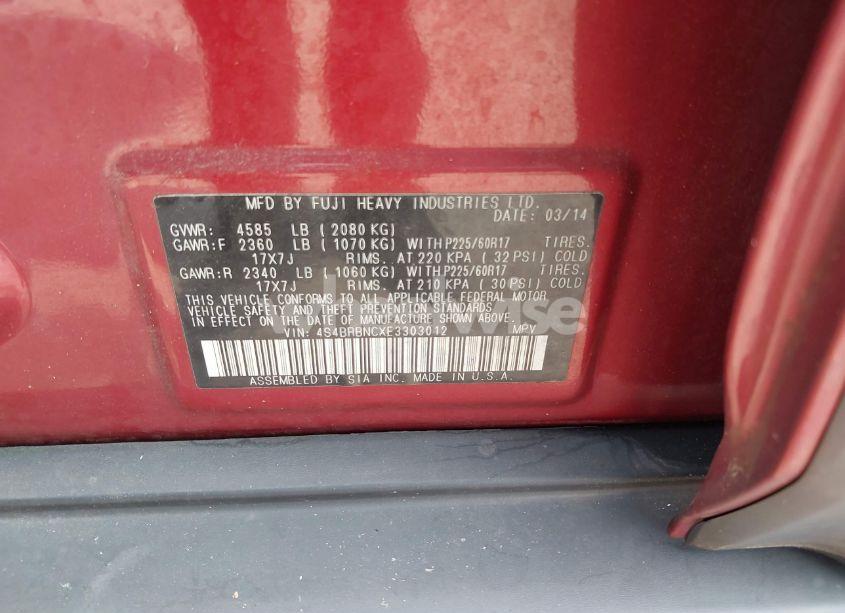 MFD BY FUJI HEAVY INDUSTRIES LTD.
DATE: 03/14
GVWR: 4585 LB ( 2080 KG)
GAWR:F 2360 LB ( 1070 KG) WITH P225/60R17 TIRES.
17X7J RIMS. AT 220 KPA ( 32 PSI) COLD
GAWR:R 2340 LB ( 1060 KG) WITH P225/60R17 TIRES.
17X7J RIMS. AT 210 KPA ( 30 PSI) COLD
THIS VEHICLE CONFORMS TO ALL APPLICABLE FEDERAL MOTOR
VEHICLE SAFETY AND THEFT PREVENTION STANDARDS
IN EFFECT ON THE DATE OF MANUFACTURE SHOWN ABOVE.
VIN: 4S4BRBNCXE3303012 MPV
ASSEMBLED BY SIA INC. MADE IN U.S.A.